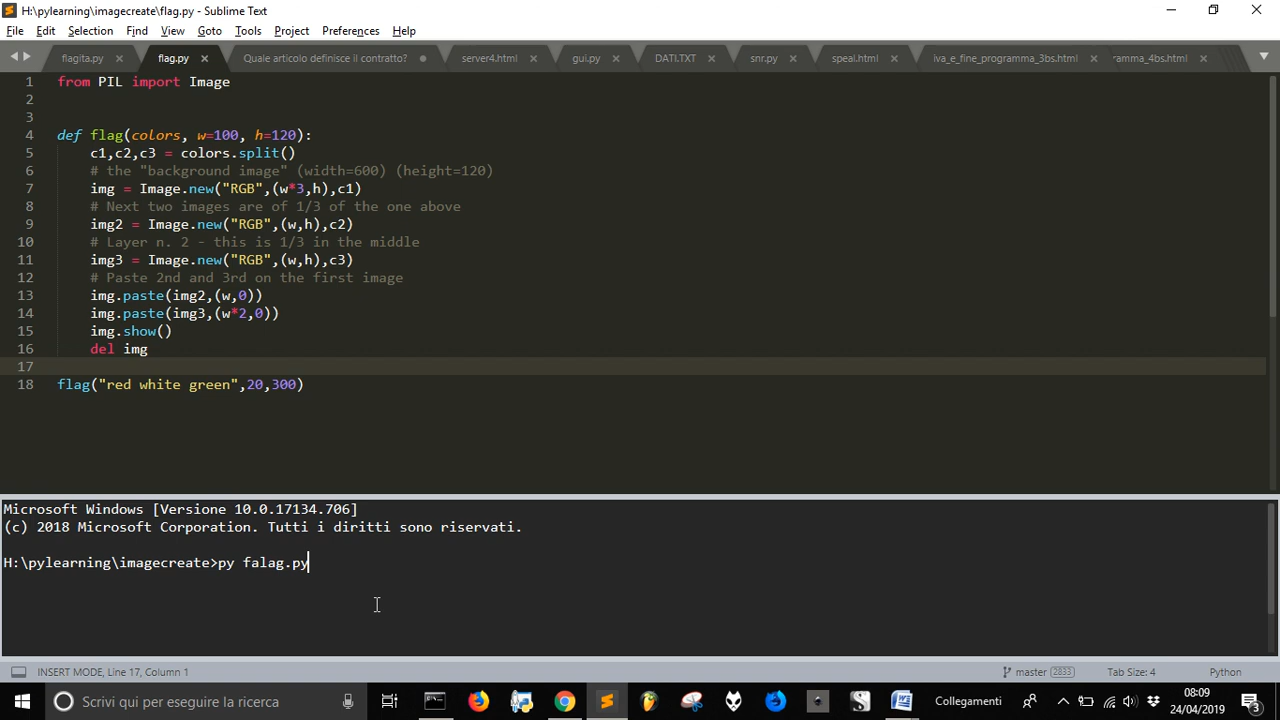 H:\pylearning\imagecreate\flag.py - Sublime Text
File Edit Selection Find View Goto Tools Project Preferences Help
flagita.py flag.py Quale articolo definisce il contratto? server4.html gui.py DATI.TXT snr.py speai.html iva_e_fine_programma_3bs.html ramma_4bs.html
1 from PIL import Image
2
3
4 def flag(colors, w=100, h=120):
5 c1,c2,c3 = colors.split()
6 # the "background image" (width=600) (height=120)
7 img = Image.new("RGB",(w*3,h),c1)
8 # Next two images are of 1/3 of the one above
9 img2 = Image.new("RGB",(w,h),c2)
10 # Layer n. 2 - this is 1/3 in the middle
11 img3 = Image.new("RGB",(w,h),c3)
12 # Paste 2nd and 3rd on the first image
13 img.paste(img2,(w,0))
14 img.paste(img3,(w*2,0))
15 img.show()
16 del img
17
18 flag("red white green",20,300)
Microsoft Windows [Versione 10.0.17134.706]
(c) 2018 Microsoft Corporation. Tutti i diritti sono riservati.
H:\pylearning\imagecreate>py falag.py
INSERT MODE, Line 17, Column 1 master 2833 Tab Size: 4 Python
Scrivi qui per eseguire la ricerca Collegamenti 08:09
24/04/2019 3